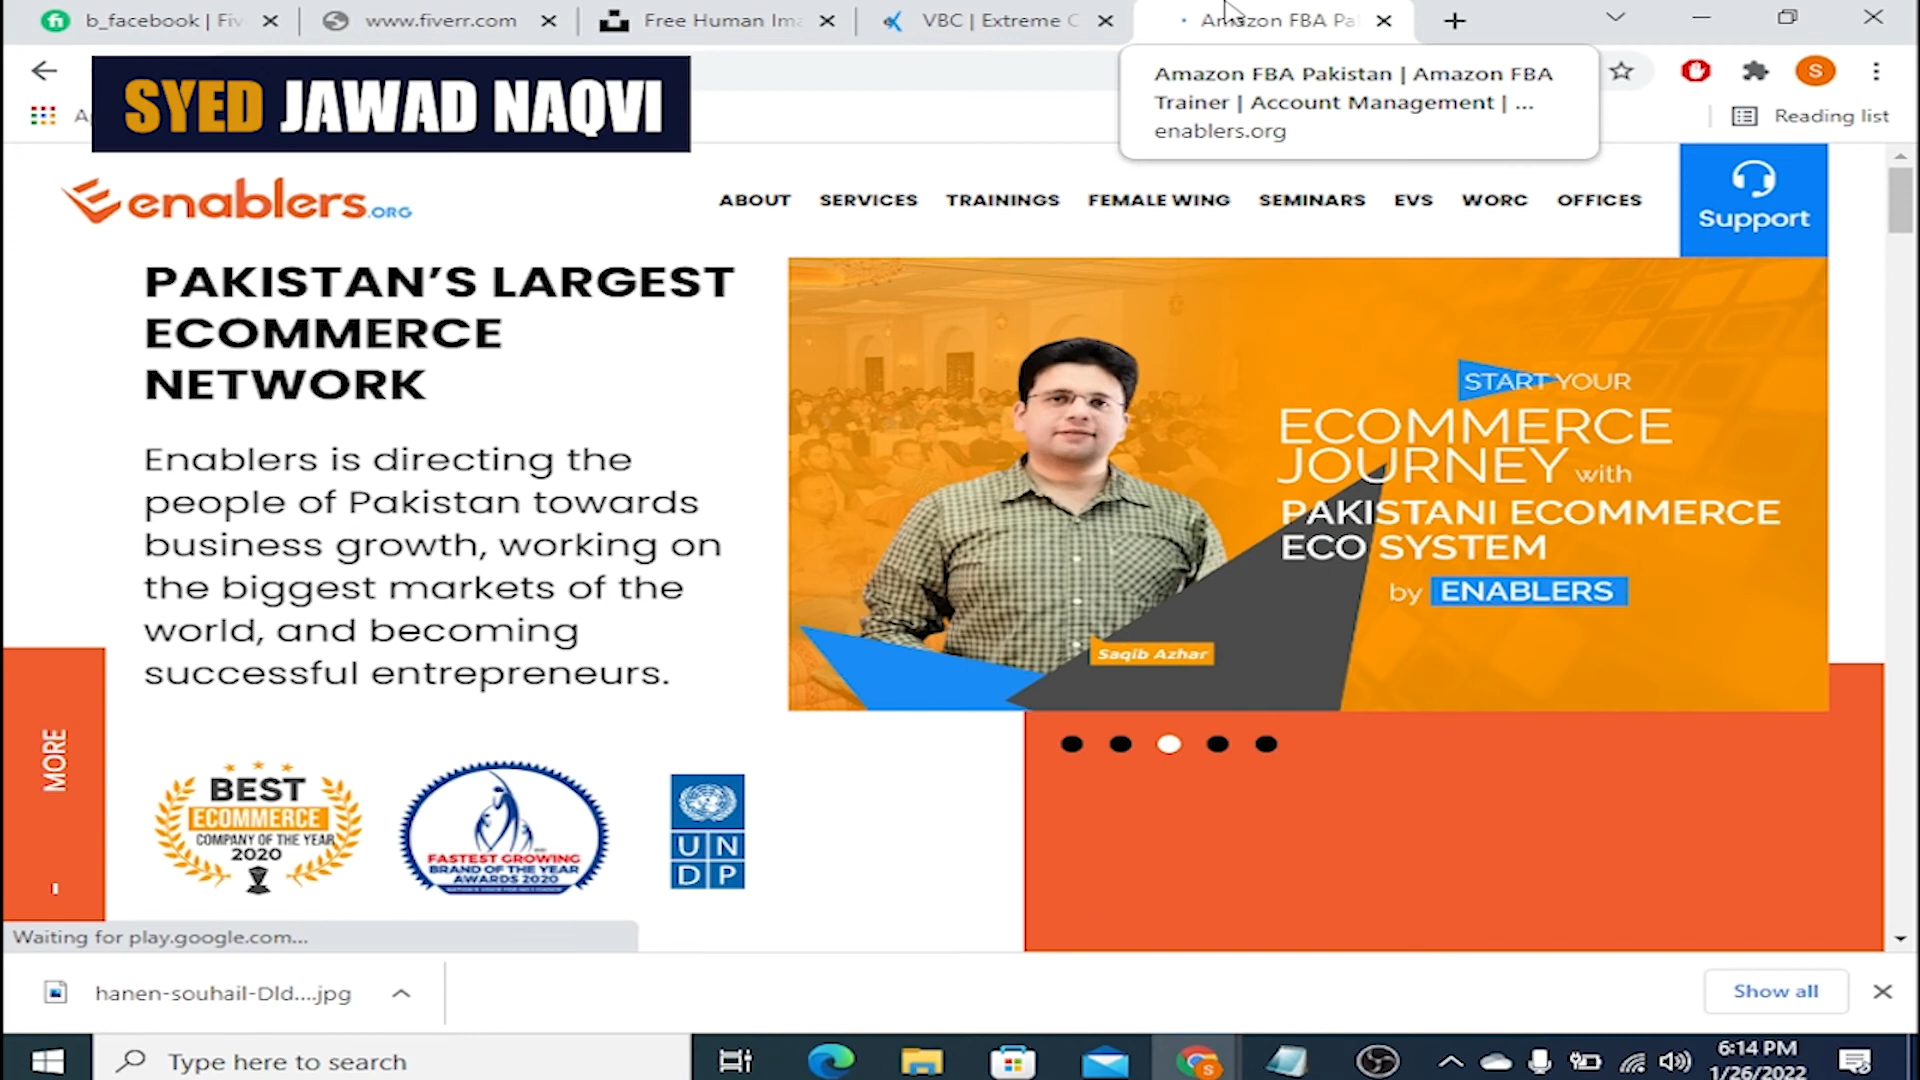 b_facebook | Fiv
www.fiverr.com
Free Human Ima
VBC | Extreme C
Amazon FBA Pak
Amazon FBA Pakistan | Amazon FBA
Trainer | Account Management | ...
enablers.org
SYED JAWAD NAQVI
S
Reading list
enablers.ORG
ABOUT SERVICES TRAININGS FEMALE WING SEMINARS EVS WORC OFFICES
Support
PAKISTAN'S LARGEST
ECOMMERCE
NETWORK
Enablers is directing the
people of Pakistan towards
business growth, working on
the biggest markets of the
world, and becoming
successful entrepreneurs.
START YOUR
ECOMMERCE
JOURNEY with
PAKISTANI ECOMMERCE
ECO SYSTEM
by ENABLERS
Saqib Azhar
MORE
BEST
ECOMMERCE
COMPANY OF THE YEAR
2020
FASTEST GROWING
BRAND OF THE YEAR
AWARDS 2020
UN
DP
Waiting for play.google.com...
hanen-souhail-Dld....jpg
Show all
Type here to search
S
6:14 PM
1/26/2022